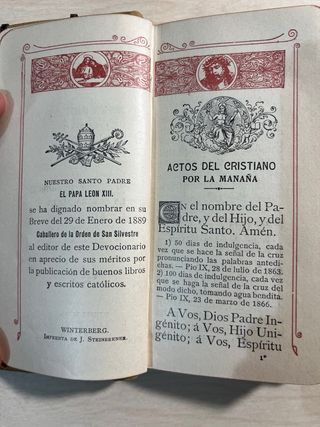 NUESTRO SANTO PADRE
EL PAPA LEON XIII.
se ha dignado nombrar en su
Breve del 29 de Enero de 1889
Caballero de la Orden de San Silvestre
al editor de este Devocionario
en aprecio de sus méritos por
la publicación de buenos libros
y escritos católicos.
WINTERBERG.
IMPRENTA DE J. STEINBRENER.
ACTOS DEL CRISTIANO
POR LA MAÑANA
En el nombre del Pa-
dre, y del Hijo, y del
Espíritu Santo. Amén.
1) 50 días de indulgencia, cada
vez que se hace la señal de la cruz
pronunciando las palabras antedi-
chas. — Pio IX, 28 de julio de 1863.
2) 100 días de indulgencia, cada vez
que se haga la señal de la cruz del
modo dicho, tomando agua bendita.
— Pio IX, 23 de marzo de 1866.
A Vos, Dios Padre In-
génito; á Vos, Hijo Uni-
génito; á Vos, Espíritu
1*